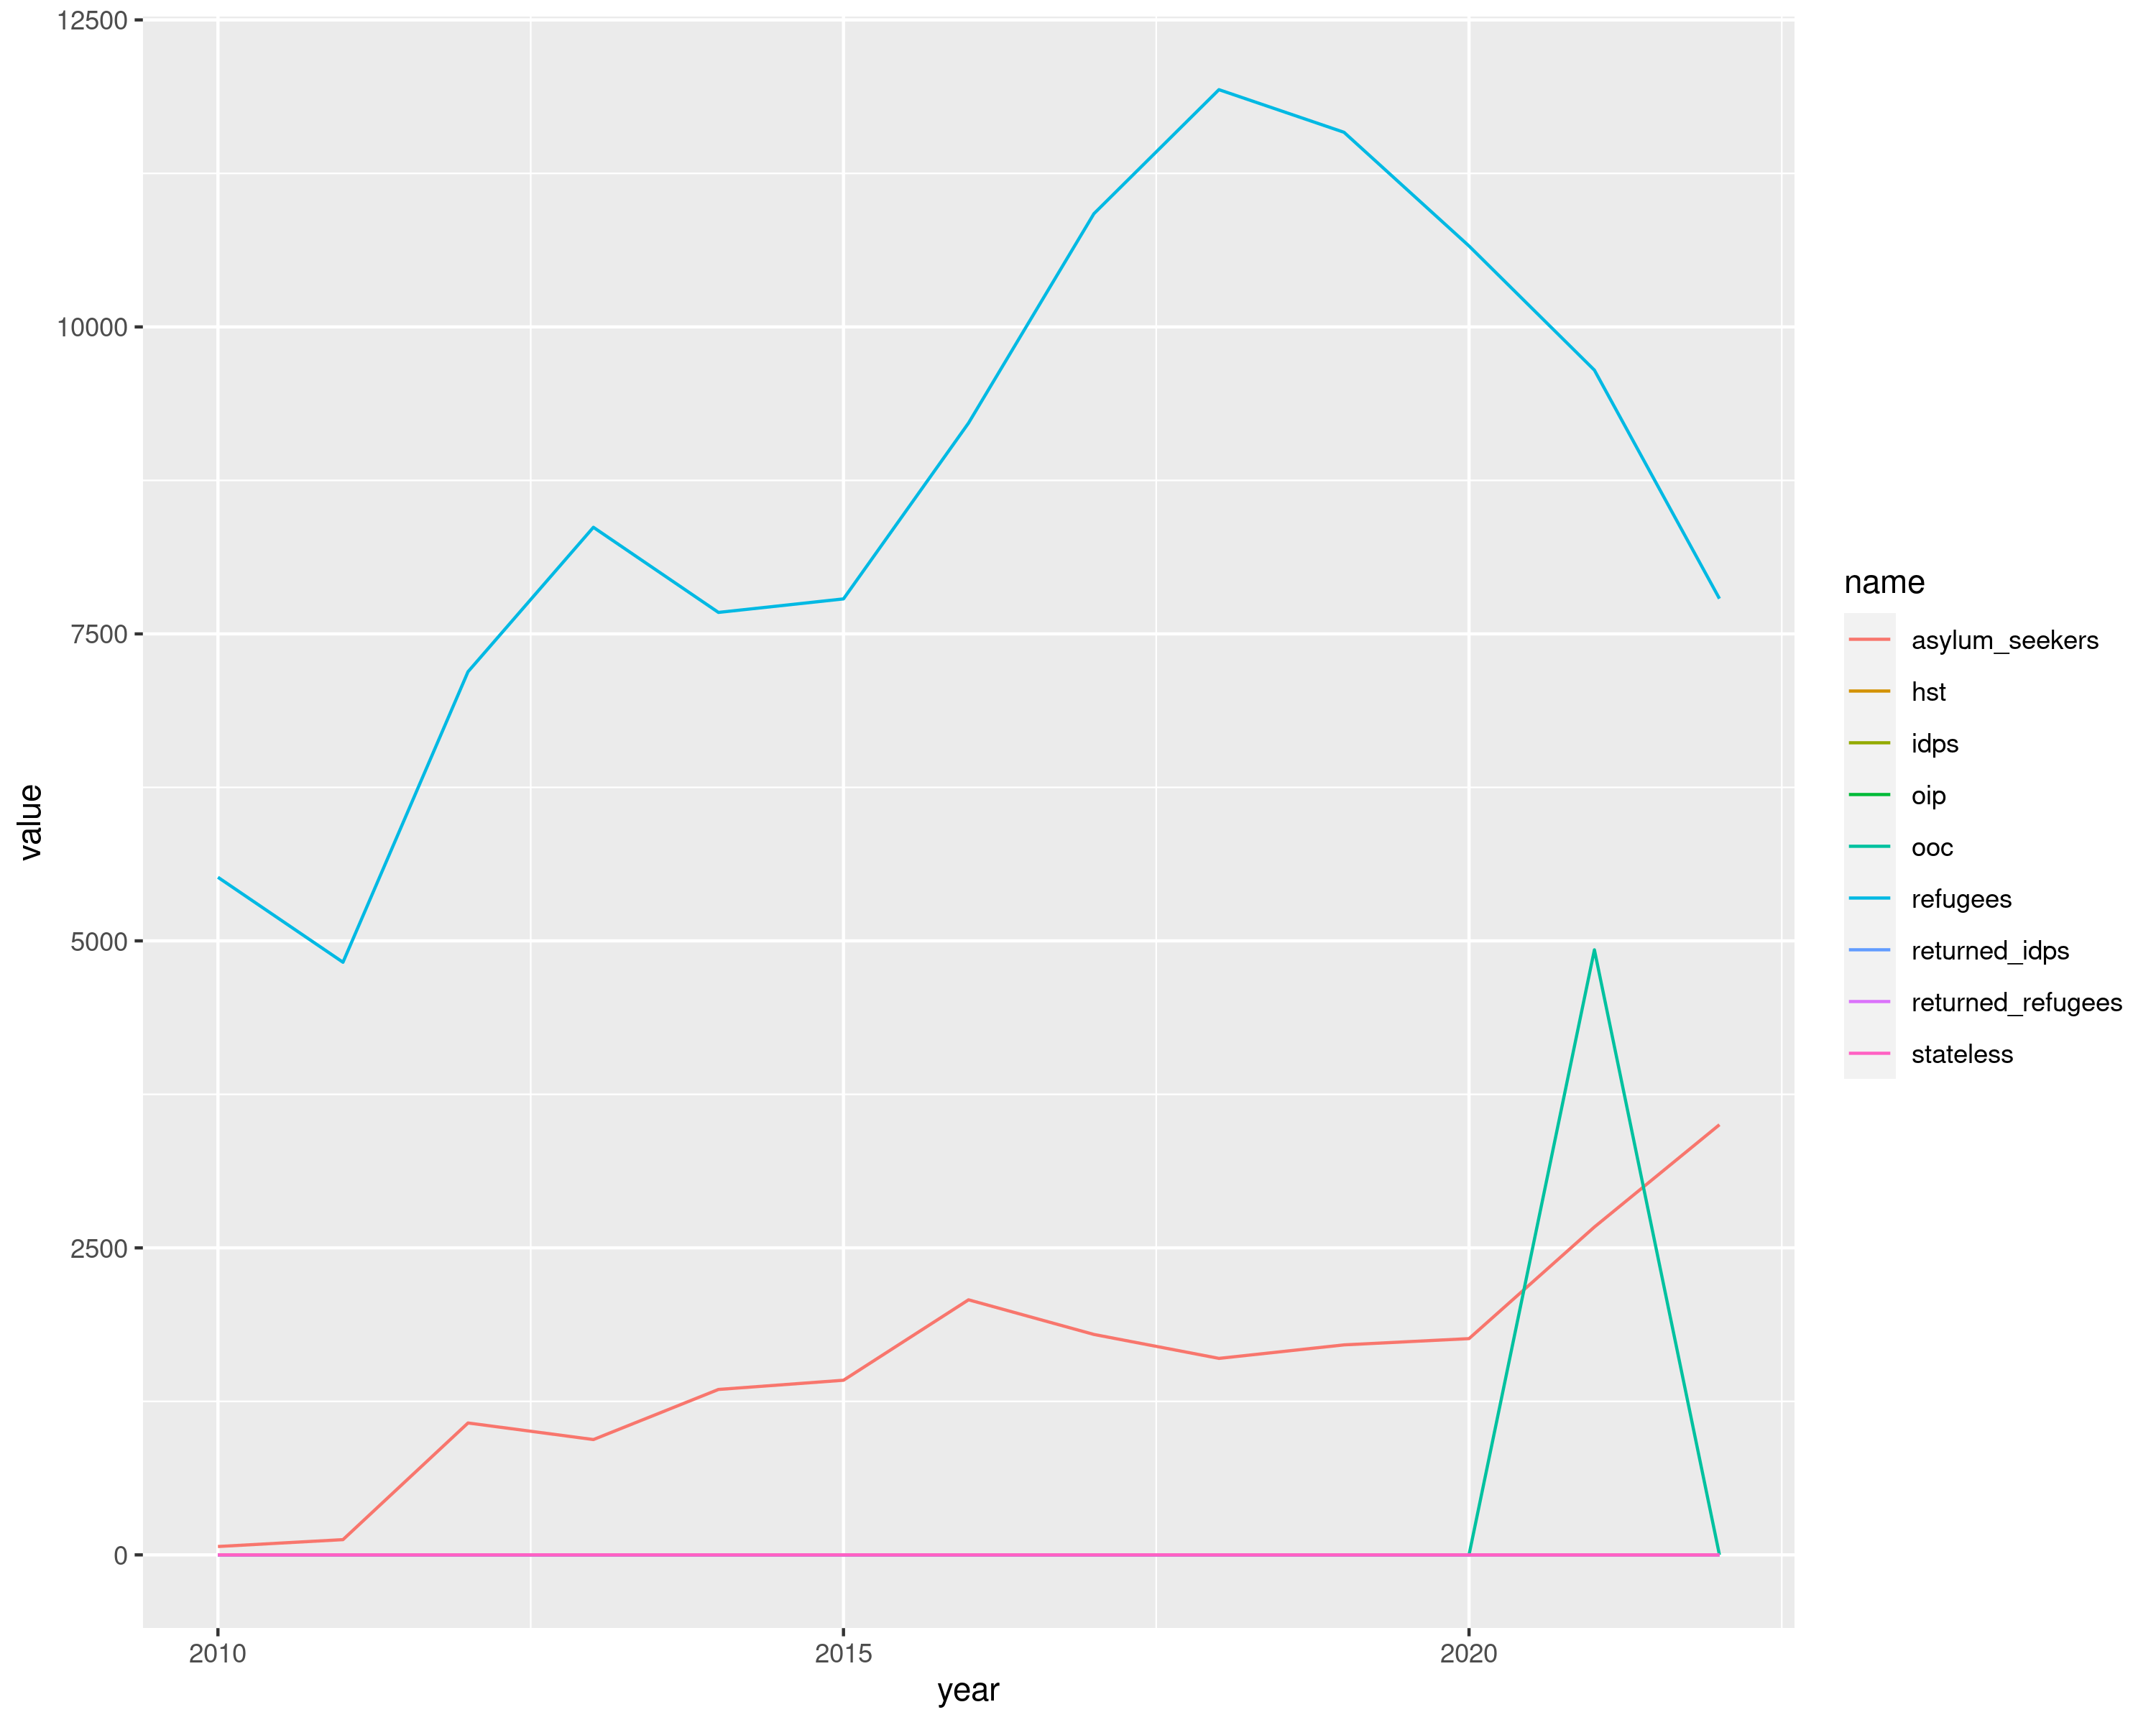 12500
10000
7500
5000
2500
0
value
2010
2015
2020
year
name
asylum_seekers
hst
idps
oip
ooc
refugees
returned_idps
returned_refugees
stateless